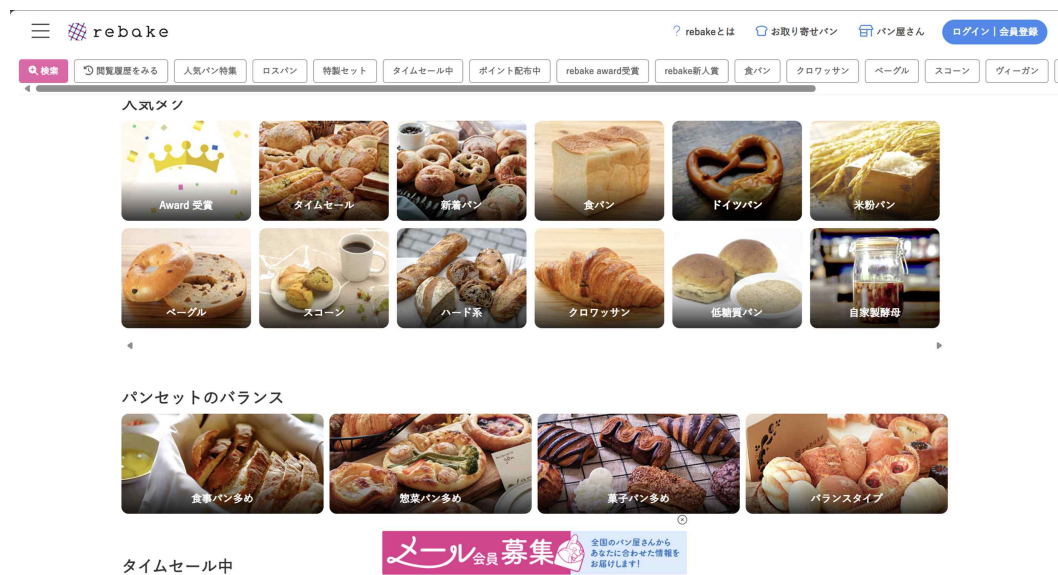 rebake
? rebakeとは
お取り寄せパン
パン屋さん
ログイン | 会員登録
検索
閲覧履歴をみる
人気パン特集
ロスパン
特製セット
タイムセール中
ポイント配布中
rebake award受賞
rebake新人賞
食パン
クロワッサン
ベーグル
スコーン
ヴィーガン
人気タグ
Award 受賞
タイムセール
新着パン
食パン
ドイツパン
米粉パン
ベーグル
スコーン
ハード系
クロワッサン
低糖質パン
自家製酵母
パンセットのバランス
食事パン多め
惣菜パン多め
菓子パン多め
バランスタイプ
メール会員募集
全国のパン屋さんから
あなたに合わせた情報を
お届けします!
タイムセール中